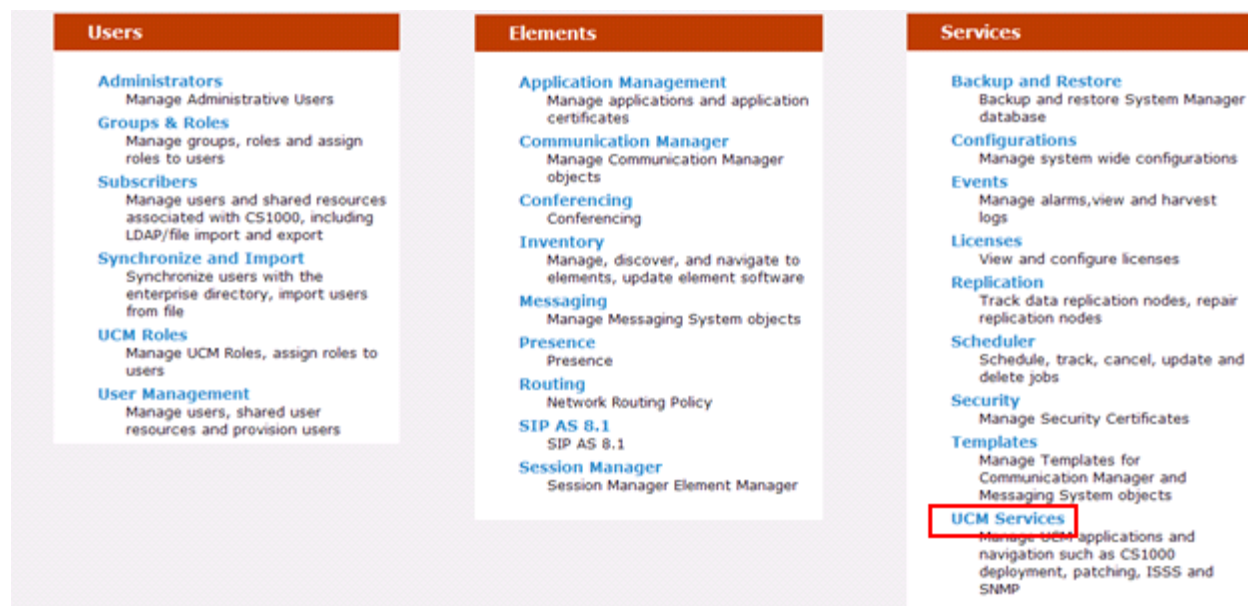 Users
Administrators
Manage Administrative Users
Groups & Roles
Manage groups, roles and assign
roles to users
Subscribers
Manage users and shared resources
associated with CS1000, including
LDAP/file import and export
Synchronize and Import
Synchronize users with the
enterprise directory, import users
from file
UCM Roles
Manage UCM Roles, assign roles to
users
User Management
Manage users, shared user
resources and provision users
Elements
Application Management
Manage applications and application
certificates
Communication Manager
Manage Communication Manager
objects
Conferencing
Conferencing
Inventory
Manage, discover, and navigate to
elements, update element software
Messaging
Manage Messaging System objects
Presence
Presence
Routing
Network Routing Policy
SIP AS 8.1
SIP AS 8.1
Session Manager
Session Manager Element Manager
Services
Backup and Restore
Backup and restore System Manager
database
Configurations
Manage system wide configurations
Events
Manage alarms,view and harvest
logs
Licenses
View and configure licenses
Replication
Track data replication nodes, repair
replication nodes
Scheduler
Schedule, track, cancel, update and
delete jobs
Security
Manage Security Certificates
Templates
Manage Templates for
Communication Manager and
Messaging System objects
UCM Services
Manage UCM applications and
navigation such as CS1000
deployment, patching, ISSS and
SNMP